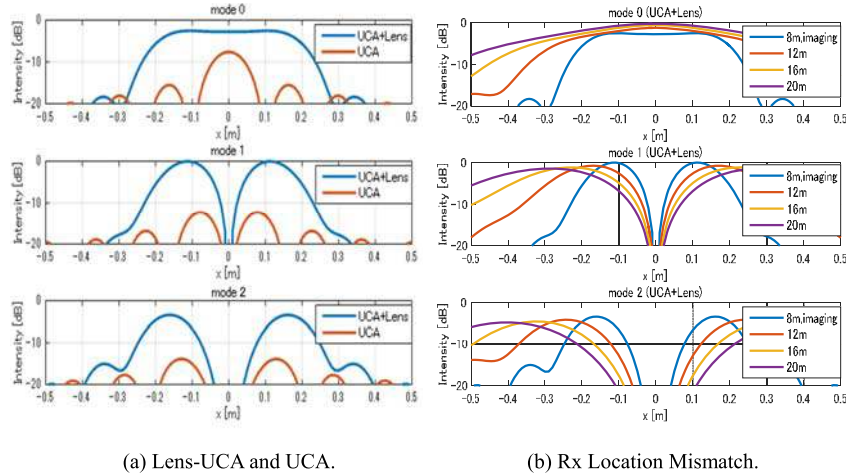 mode 0
Intensity [dB]
0
-10
-20
UCA+Lens
UCA
-0.5 -0.4 -0.3 -0.2 -0.1 0 0.1 0.2 0.3 0.4 0.5
x [m]
mode 1
Intensity [dB]
0
-10
-20
UCA+Lens
UCA
-0.5 -0.4 -0.3 -0.2 -0.1 0 0.1 0.2 0.3 0.4 0.5
x [m]
mode 2
Intensity [dB]
0
-10
-20
UCA+Lens
UCA
-0.5 -0.4 -0.3 -0.2 -0.1 0 0.1 0.2 0.3 0.4 0.5
x [m]
(a) Lens-UCA and UCA.
mode 0 (UCA+Lens)
Intensity [dB]
0
-10
-20
8m,imaging
12m
16m
20m
-0.5 -0.4 -0.3 -0.2 -0.1 0 0.1 0.2 0.3 0.4 0.5
x [m]
mode 1 (UCA+Lens)
Intensity [dB]
0
-10
-20
8m,imaging
12m
16m
20m
-0.5 -0.4 -0.3 -0.2 -0.1 0 0.1 0.2 0.3 0.4 0.5
x [m]
mode 2 (UCA+Lens)
Intensity [dB]
0
-10
-20
8m,imaging
12m
16m
20m
-0.5 -0.4 -0.3 -0.2 -0.1 0 0.1 0.2 0.3 0.4 0.5
x [m]
(b) Rx Location Mismatch.